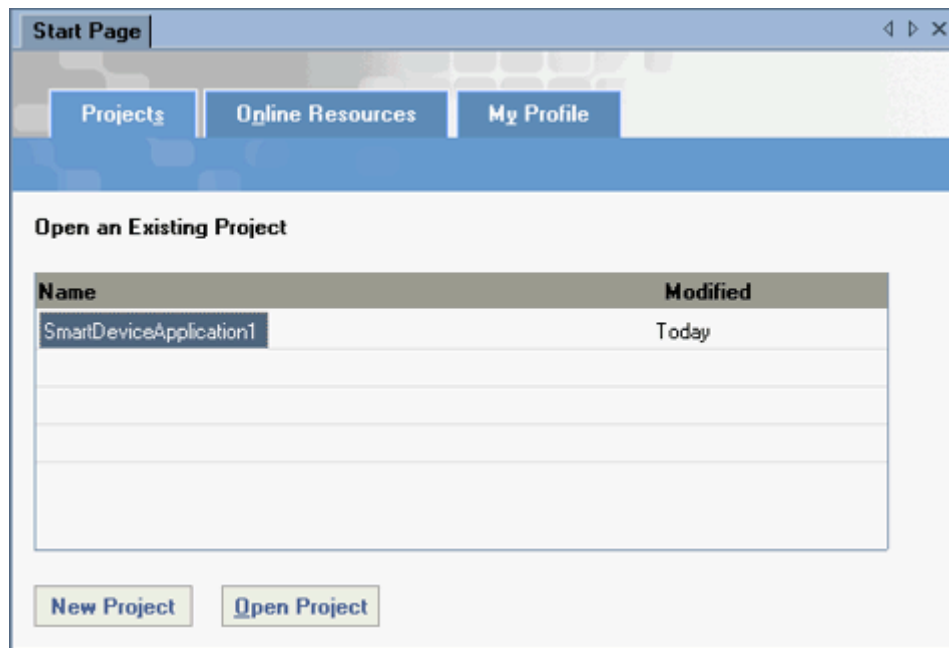 Start Page
Projects Online Resources My Profile
Open an Existing Project
Name Modified
SmartDeviceApplication1 Today
New Project Open Project